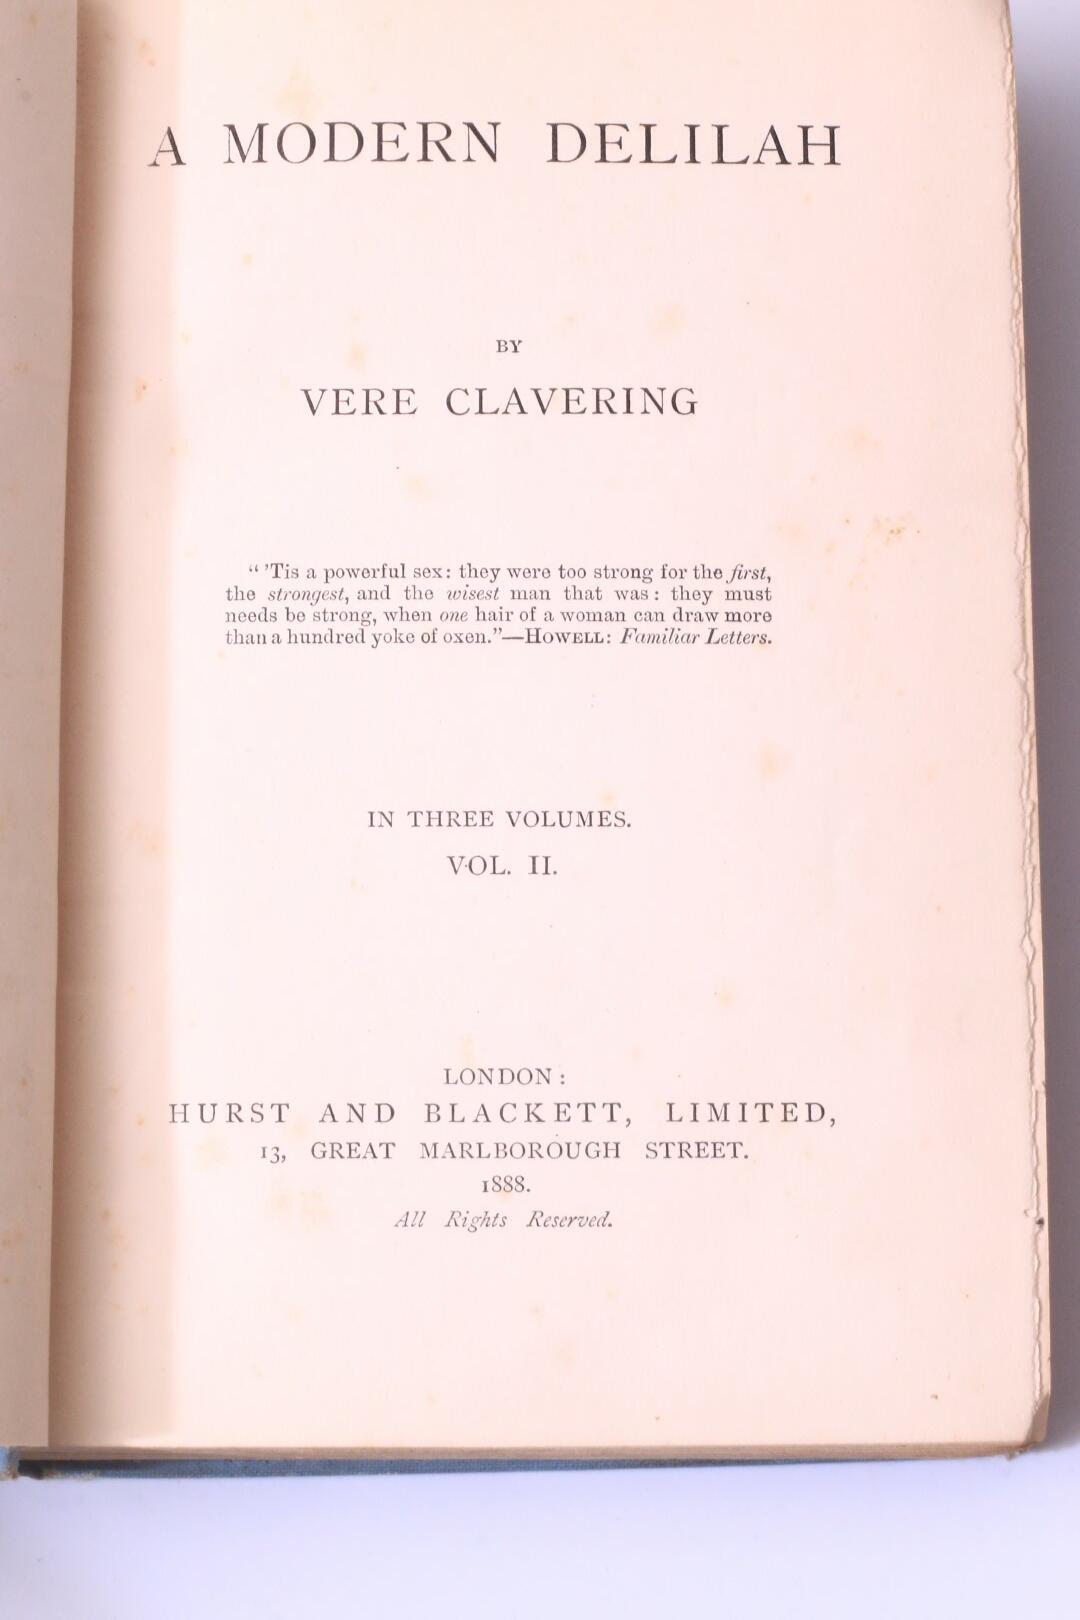 A MODERN DELILAH
BY
VERE CLAVERING
“ 'Tis a powerful sex: they were too strong for the first,
the strongest, and the wisest man that was: they must
needs be strong, when one hair of a woman can draw more
than a hundred yoke of oxen.”—HOWELL: Familiar Letters.
IN THREE VOLUMES.
VOL. II.
LONDON:
HURST AND BLACKETT, LIMITED,
13, GREAT MARLBOROUGH STREET.
1888.
All Rights Reserved.